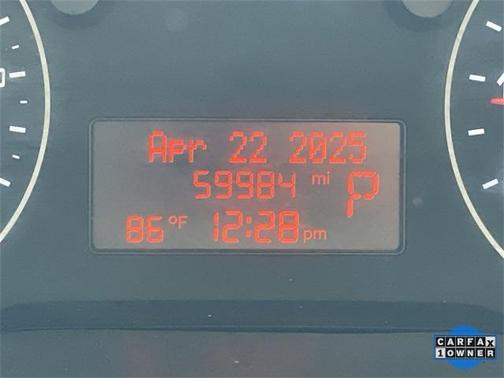 Apr 22 2025
59984 mi P
86 °F 12:28 pm
CARFAX
1 OWNER